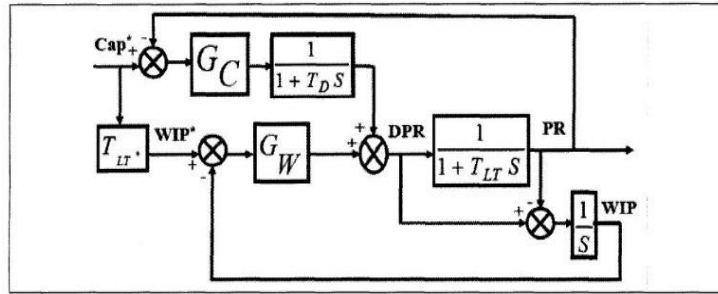 Cap* + -
G_C
1
1 + T_D S
T_LT*
WIP*
+ -
G_W
+ +
DPR
1
1 + T_LT S
PR
+ -
1
S
WIP